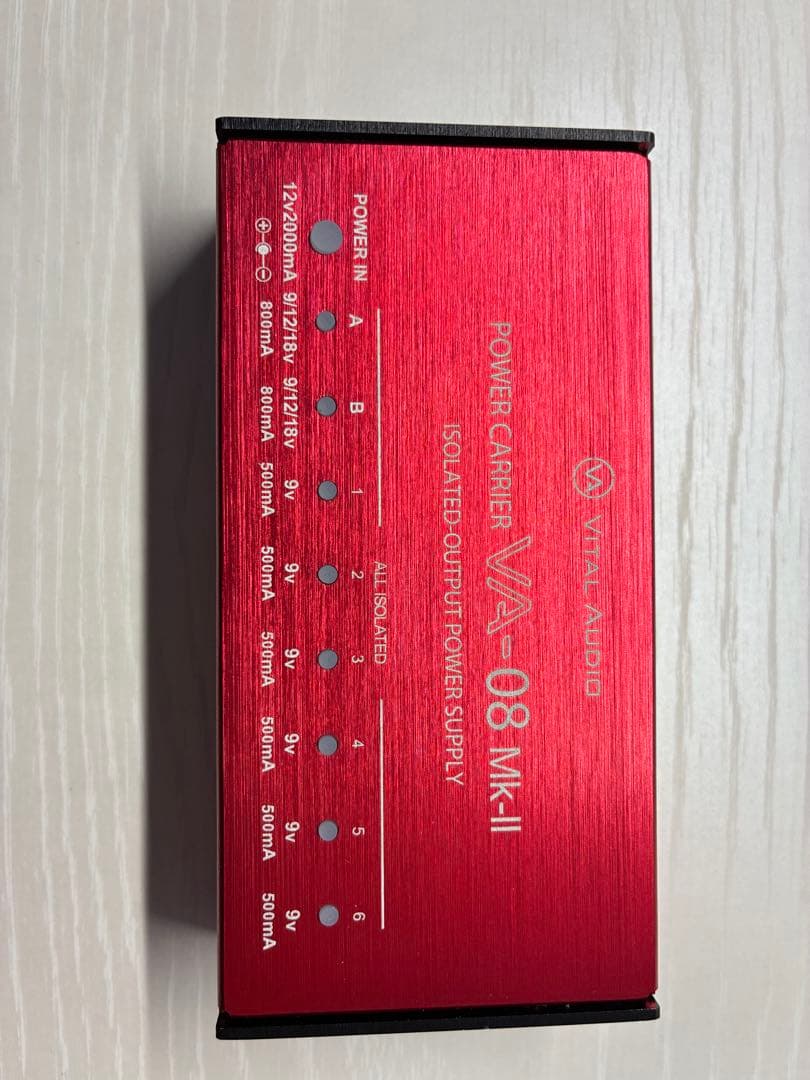 VITAL AUDIO
POWER CARRIER VA-08 Mk-II
ISOLATED-OUTPUT POWER SUPPLY
ALL ISOLATED
POWER IN A B 1 2 3 4 5 6
12v2000mA 9/12/18v 9/12/18v 9v 9v 9v 9v 9v 9v
800mA 800mA 500mA 500mA 500mA 500mA 500mA 500mA